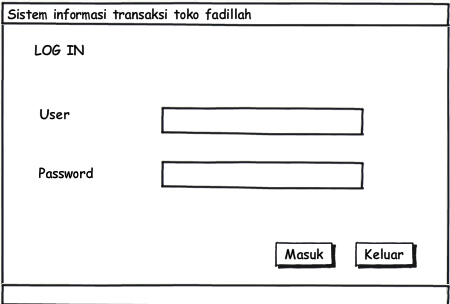 Sistem informasi transaksi toko fadillah
LOG IN
User
Password
Masuk Keluar